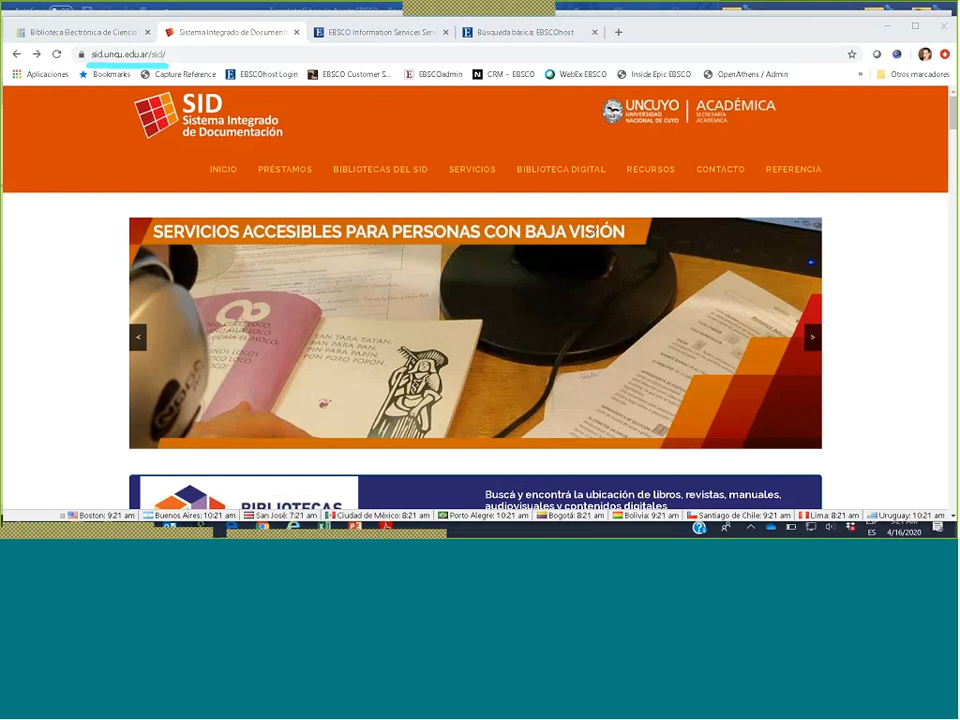 Biblioteca Electrónica de Ciencia
Sistema Integrado de Document
EBSCO Information Services Serv
Búsqueda básica: EBSCOhost
sid.uncu.edu.ar/sid/
Aplicaciones
Bookmarks
Capture Reference
EBSCOhost Login
EBSCO Customer S...
EBSCOadmin
CRM - EBSCO
WebEx EBSCO
Inside Epic EBSCO
OpenAthens / Admin
»
Otros marcadores
SID
Sistema Integrado
de Documentación
UNCUYO
UNIVERSIDAD
NACIONAL DE CUYO
ACADÉMICA
SECRETARÍA
ACADÉMICA
INICIO PRÉSTAMOS BIBLIOTECAS DEL SID SERVICIOS BIBLIOTECA DIGITAL RECURSOS CONTACTO REFERENCIA
SERVICIOS ACCESIBLES PARA PERSONAS CON BAJA VISIÓN
TAN TARA TATAN,
PAN PARA PAN,
PIN PARA PAPÍN,
PON PORO POPÓN.
< >
BIBLIOTECAS
Buscá y encontrá la ubicación de libros, revistas, manuales,
audiovisuales y contenidos digitales
Boston: 9:21 am
Buenos Aires: 10:21 am
San José: 7:21 am
Ciudad de México: 8:21 am
Porto Alegre: 10:21 am
Bogotá: 8:21 am
Bolivia: 9:21 am
Santiago de Chile: 9:21 am
Lima: 8:21 am
Uruguay: 10:21 am
ES
4/16/2020